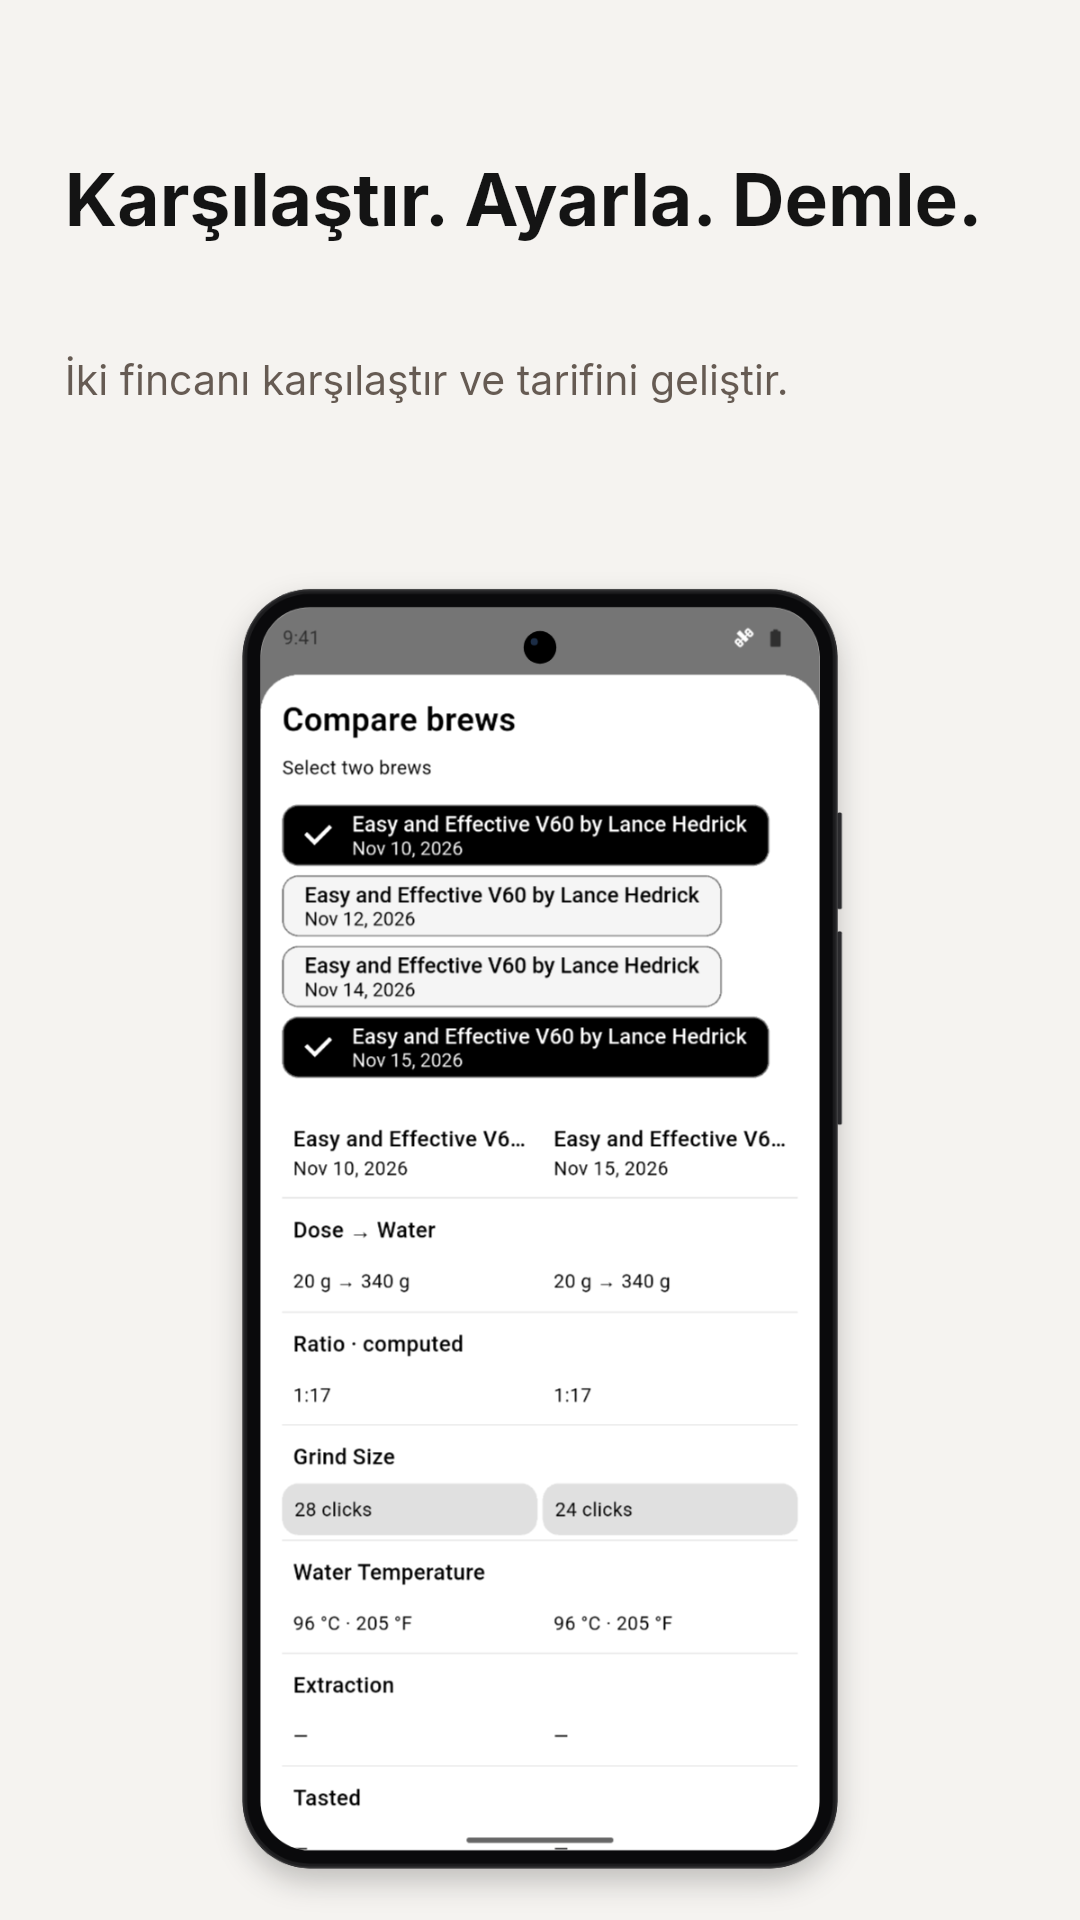 Karşılaştır. Ayarla. Demle.
İki fincanı karşılaştır ve tarifini geliştir.
9:41
Compare brews
Select two brews
Easy and Effective V60 by Lance Hedrick
Nov 10, 2026
Easy and Effective V60 by Lance Hedrick
Nov 12, 2026
Easy and Effective V60 by Lance Hedrick
Nov 14, 2026
Easy and Effective V60 by Lance Hedrick
Nov 15, 2026
Easy and Effective V6... Easy and Effective V6...
Nov 10, 2026 Nov 15, 2026
Dose → Water
20 g → 340 g 20 g → 340 g
Ratio · computed
1:17 1:17
Grind Size
28 clicks 24 clicks
Water Temperature
96 °C · 205 °F 96 °C · 205 °F
Extraction
– –
Tasted
– –